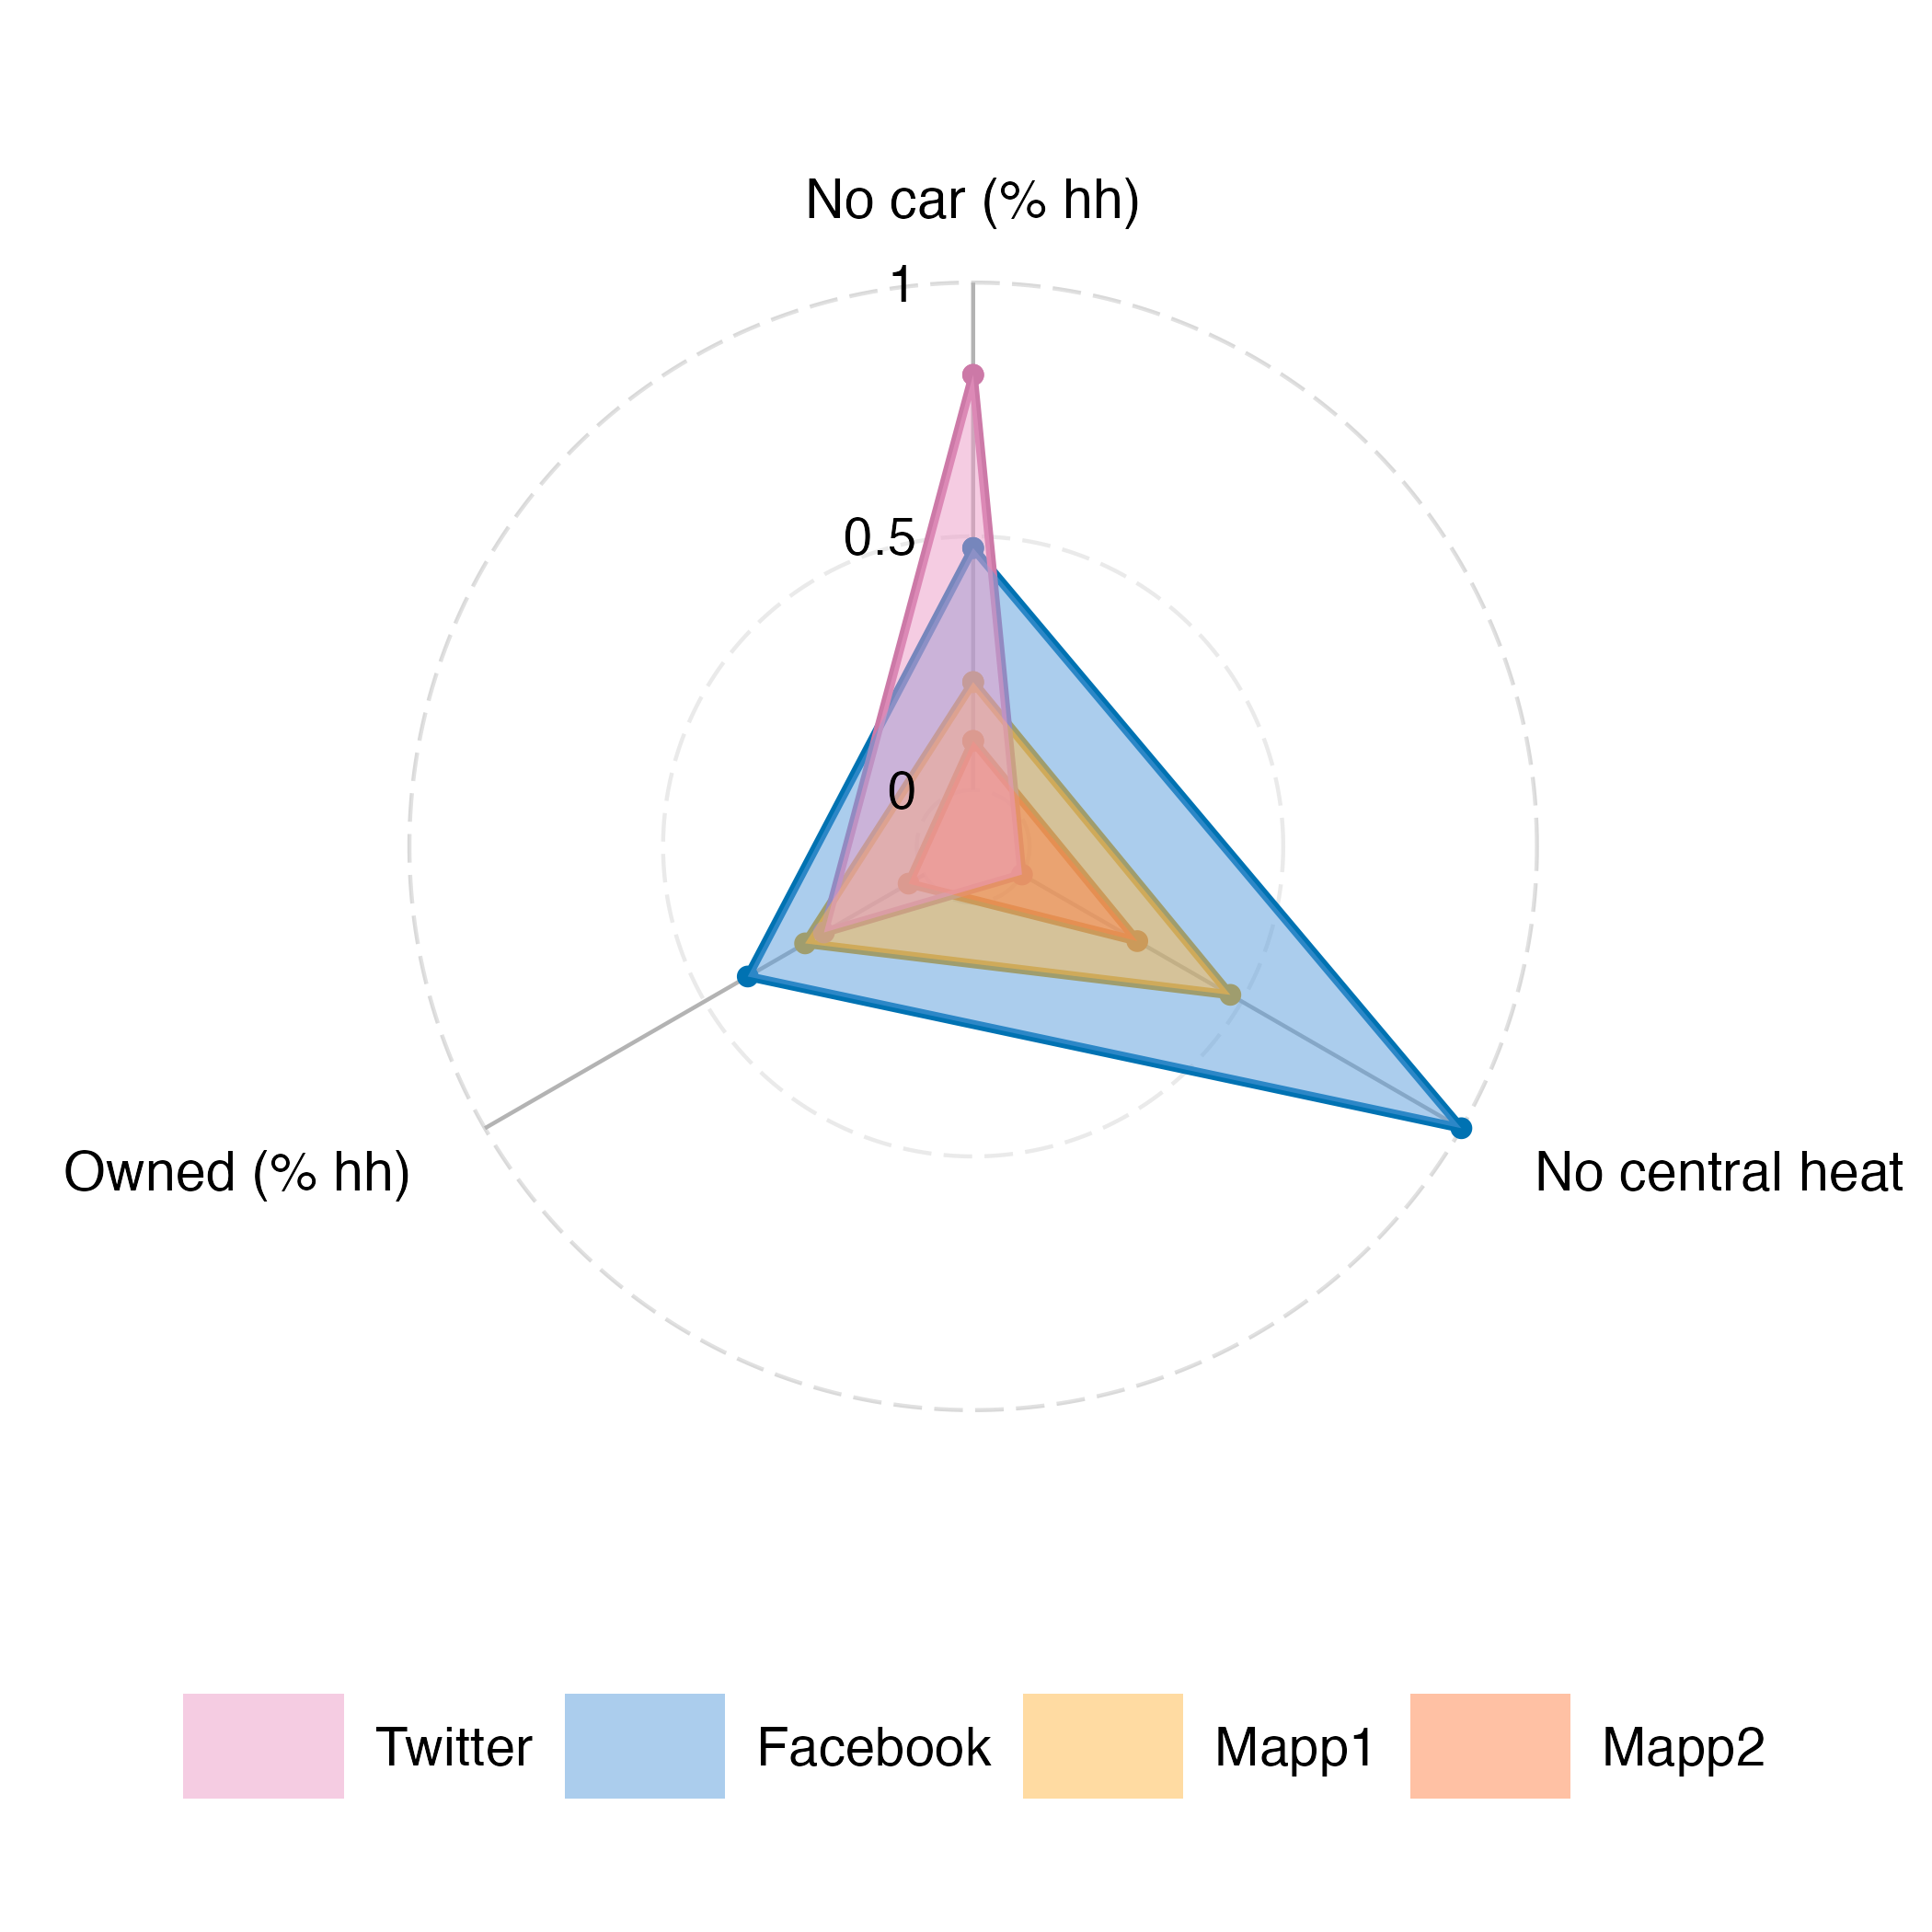 No car (% hh)
1
0.5
0
Owned (% hh)
No central heat
Twitter
Facebook
Mapp1
Mapp2